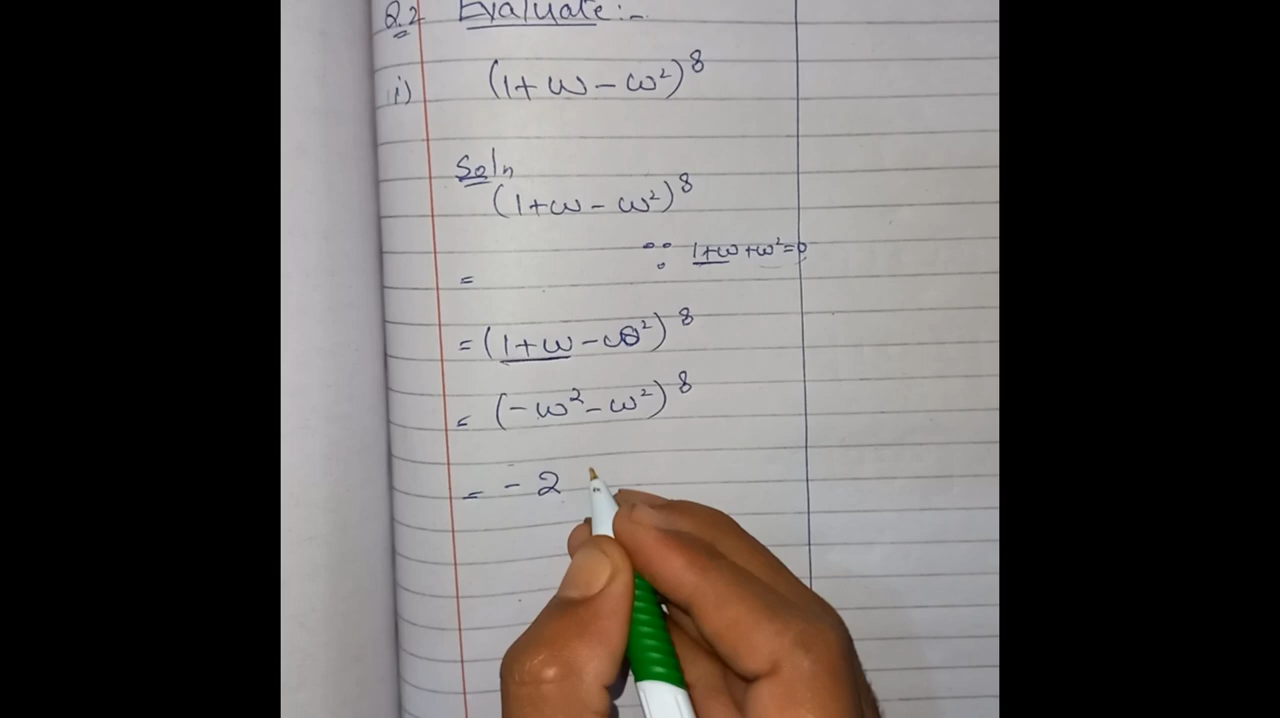 Q.2 Evaluate:-
i) (1+ω-ω²)⁸
Soln
(1+ω-ω²)⁸
∵ 1+ω+ω²=0
=
=(1+ω-ω²)⁸
= (-ω²-ω²)⁸
= -2